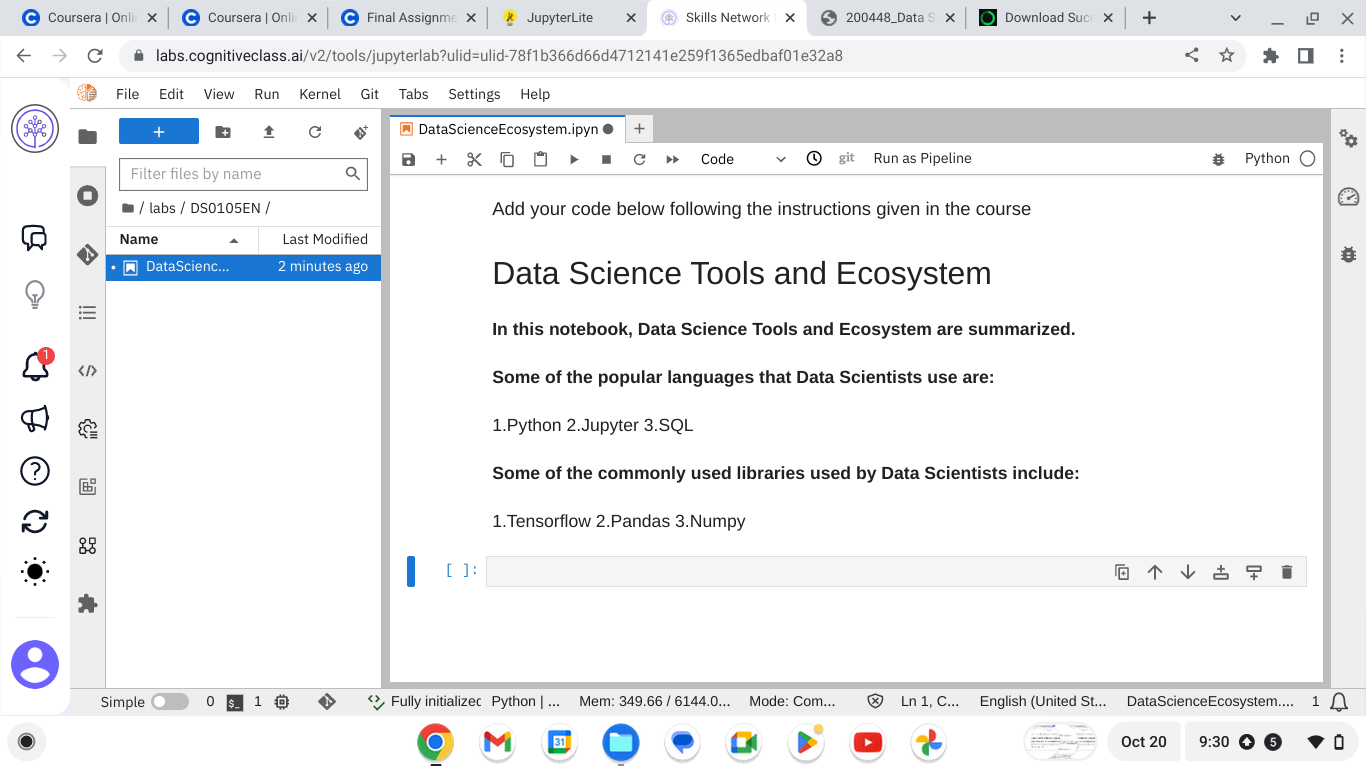 Coursera | Onli
Coursera | Onli
Final Assignme
JupyterLite
Skills Network
200448_Data S
Download Succ
labs.cognitiveclass.ai/v2/tools/jupyterlab?ulid=ulid-78f1b366d66d4712141e259f1365edbaf01e32a8
File Edit View Run Kernel Git Tabs Settings Help
DataScienceEcosystem.ipyn
Filter files by name
Code
git
Run as Pipeline
Python
/ labs / DS0105EN /
Name
Last Modified
DataScienc...
2 minutes ago
1
Add your code below following the instructions given in the course
Data Science Tools and Ecosystem
In this notebook, Data Science Tools and Ecosystem are summarized.
Some of the popular languages that Data Scientists use are:
1.Python 2.Jupyter 3.SQL
Some of the commonly used libraries used by Data Scientists include:
1.Tensorflow 2.Pandas 3.Numpy
[ ]:
Simple
0
$_
1
Fully initialized
Python | ...
Mem: 349.66 / 6144.0...
Mode: Com...
Ln 1, C...
English (United St...
DataScienceEcosystem....
1
31
Oct 20
9:30
5